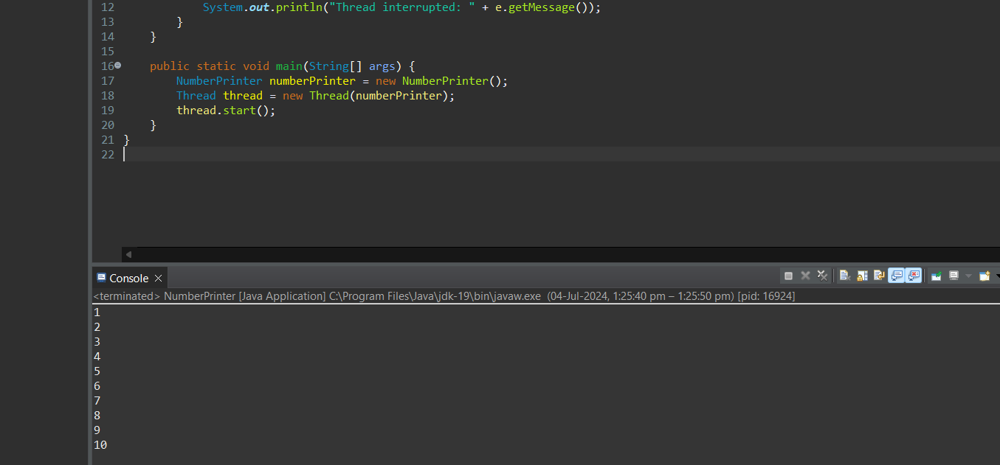 12 System.out.println("Thread interrupted: " + e.getMessage());
13 }
14 }
15
16 public static void main(String[] args) {
17 NumberPrinter numberPrinter = new NumberPrinter();
18 Thread thread = new Thread(numberPrinter);
19 thread.start();
20 }
21 }
22
Console
<terminated> NumberPrinter [Java Application] C:\Program Files\Java\jdk-19\bin\javaw.exe (04-Jul-2024, 1:25:40 pm – 1:25:50 pm) [pid: 16924]
1
2
3
4
5
6
7
8
9
10